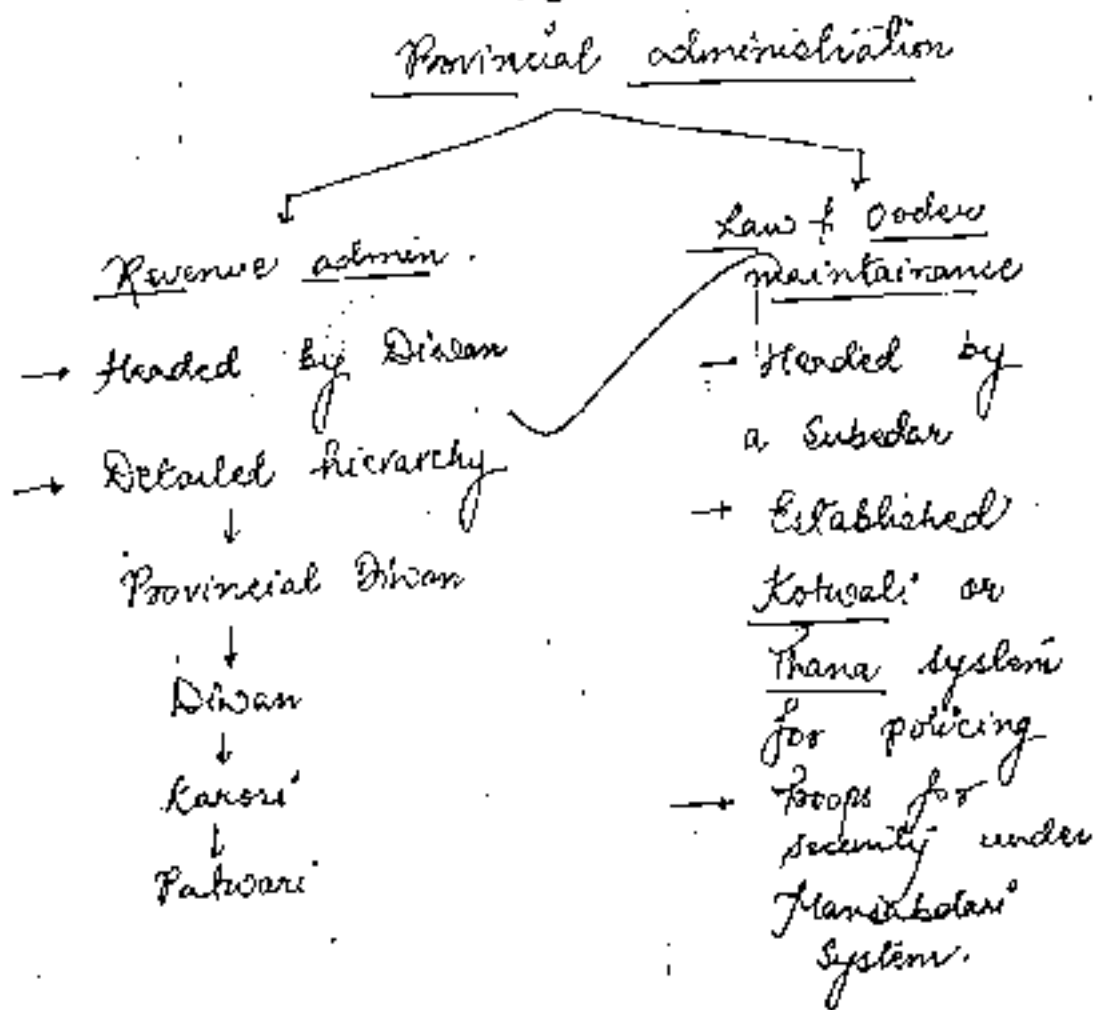 Provincial administration
Revenue admin.
→ Headed by Diwan
→ Detailed hierarchy
↓
Provincial Diwan
↓
Diwan
↓
Karori
↓
Patwari
Law & Order
maintainance
→ Headed by
a Subedar
→ Established
Kotwali or
Thana system
for policing
→ Troops for
security under
Mansabdari
System.